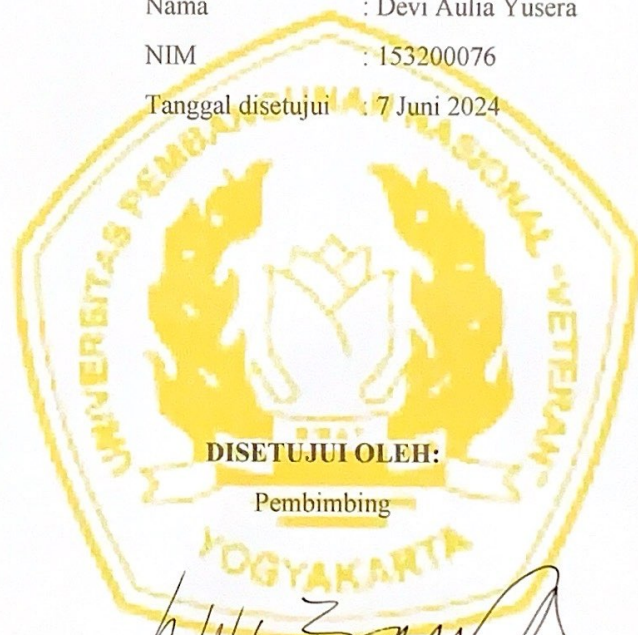 Nama : Devi Aulia Yusera
NIM : 153200076
Tanggal disetujui : 7 Juni 2024
UNIVERSITAS PEMBANGUNAN NASIONAL "VETERAN"
DISETUJUI OLEH:
Pembimbing
YOGYAKARTA